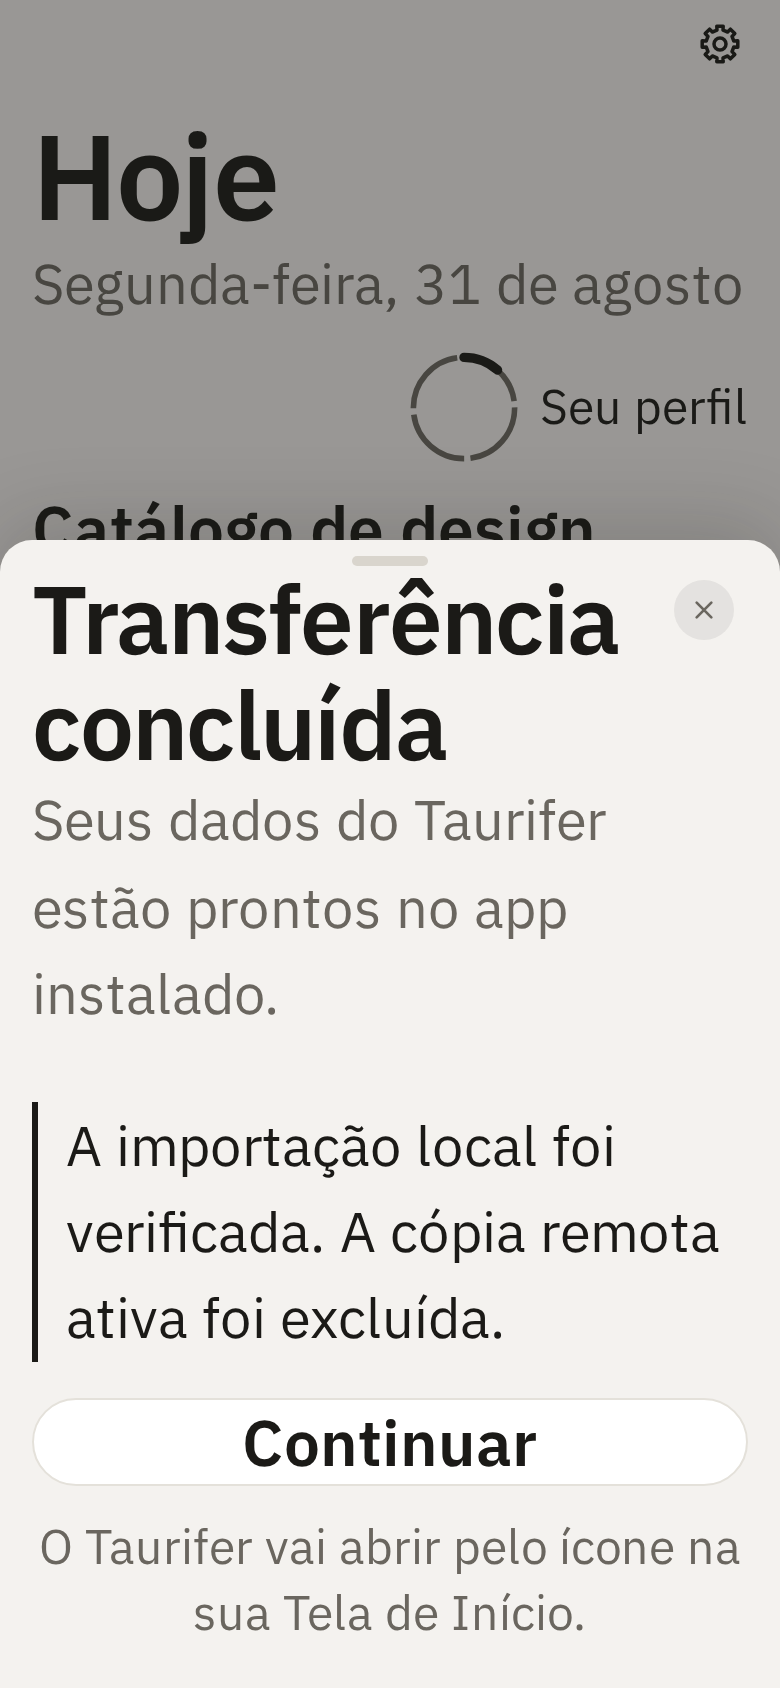 Hoje
Segunda-feira, 31 de agosto
Seu perfil
Catálogo de design
Transferência
concluída
Seus dados do Taurifer
estão prontos no app
instalado.
A importação local foi
verificada. A cópia remota
ativa foi excluída.
Continuar
O Taurifer vai abrir pelo ícone na
sua Tela de Início.